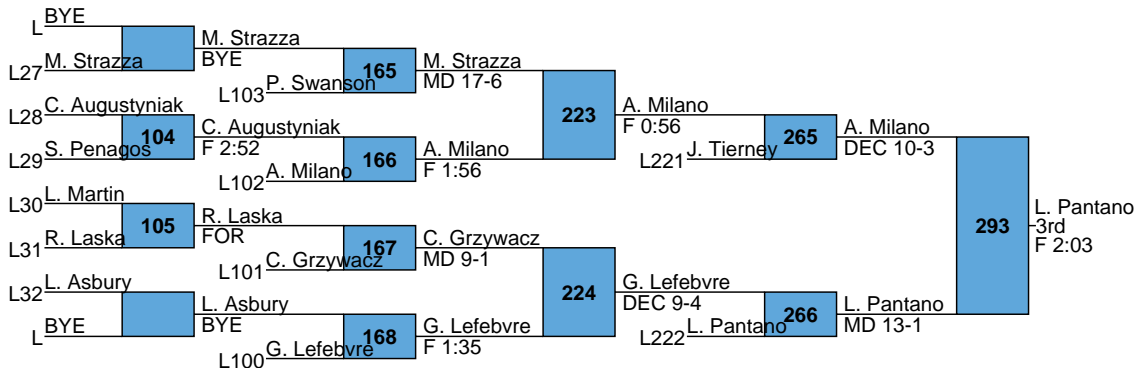 L BYE
M. Strazza
BYE
L27 M. Strazza
165
M. Strazza
MD 17-6
L103 P. Swanson
L28 C. Augustyniak
104
C. Augustyniak
F 2:52
L29 S. Penagos
166
A. Milano
F 1:56
L102 A. Milano
223
A. Milano
F 0:56
L221 J. Tierney
265
A. Milano
DEC 10-3
L30 L. Martin
105
R. Laska
FOR
L31 R. Laska
167
C. Grzywacz
MD 9-1
L101 C. Grzywacz
L32 L. Asbury
L. Asbury
BYE
L BYE
168
G. Lefebvre
F 1:35
L100 G. Lefebvre
224
G. Lefebvre
DEC 9-4
L222 L. Pantano
266
L. Pantano
MD 13-1
293
L. Pantano
3rd
F 2:03